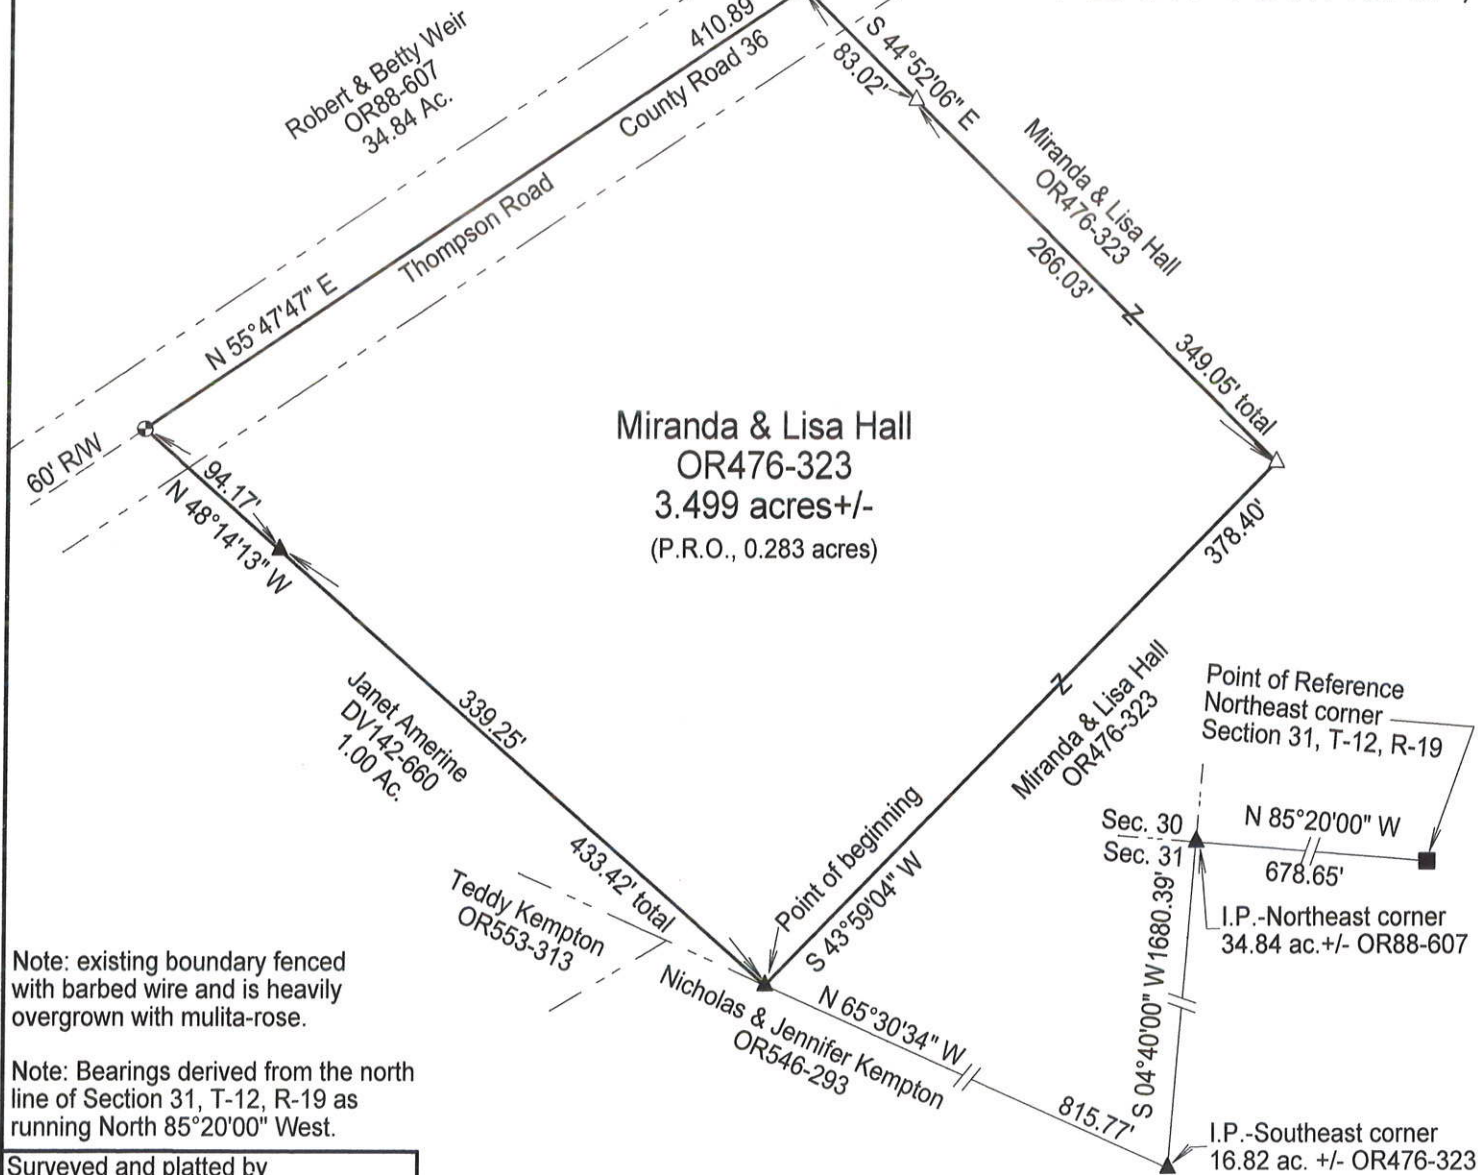 Robert & Betty Weir
OR88-607
34.84 Ac.
410.89
County Road 36
Thompson Road
N 55°47'47" E
60' R/W
S 44°52'06" E
83.02'
Miranda & Lisa Hall
OR476-323
266.03'
Z
349.05' total
Miranda & Lisa Hall
OR476-323
3.499 acres+/-
(P.R.O., 0.283 acres)
94.17'
N 48°14'13" W
378.40'
Z
Miranda & Lisa Hall
OR476-323
Janet Amerine
DV142-660
1.00 Ac.
339.25'
433.42' total
Point of beginning
S 43°59'04" W
Point of Reference
Northeast corner
Section 31, T-12, R-19
Sec. 30
Sec. 31
N 85°20'00" W
678.65'
I.P.-Northeast corner
34.84 ac.+/- OR88-607
S 04°40'00" W 1680.39'
Teddy Kempton
OR553-313
Nicholas & Jennifer Kempton
OR546-293
N 65°30'34" W
815.77'
I.P.-Southeast corner
16.82 ac. +/- OR476-323
Note: existing boundary fenced
with barbed wire and is heavily
overgrown with mulita-rose.
Note: Bearings derived from the north
line of Section 31, T-12, R-19 as
running North 85°20'00" West.
Surveyed and platted by